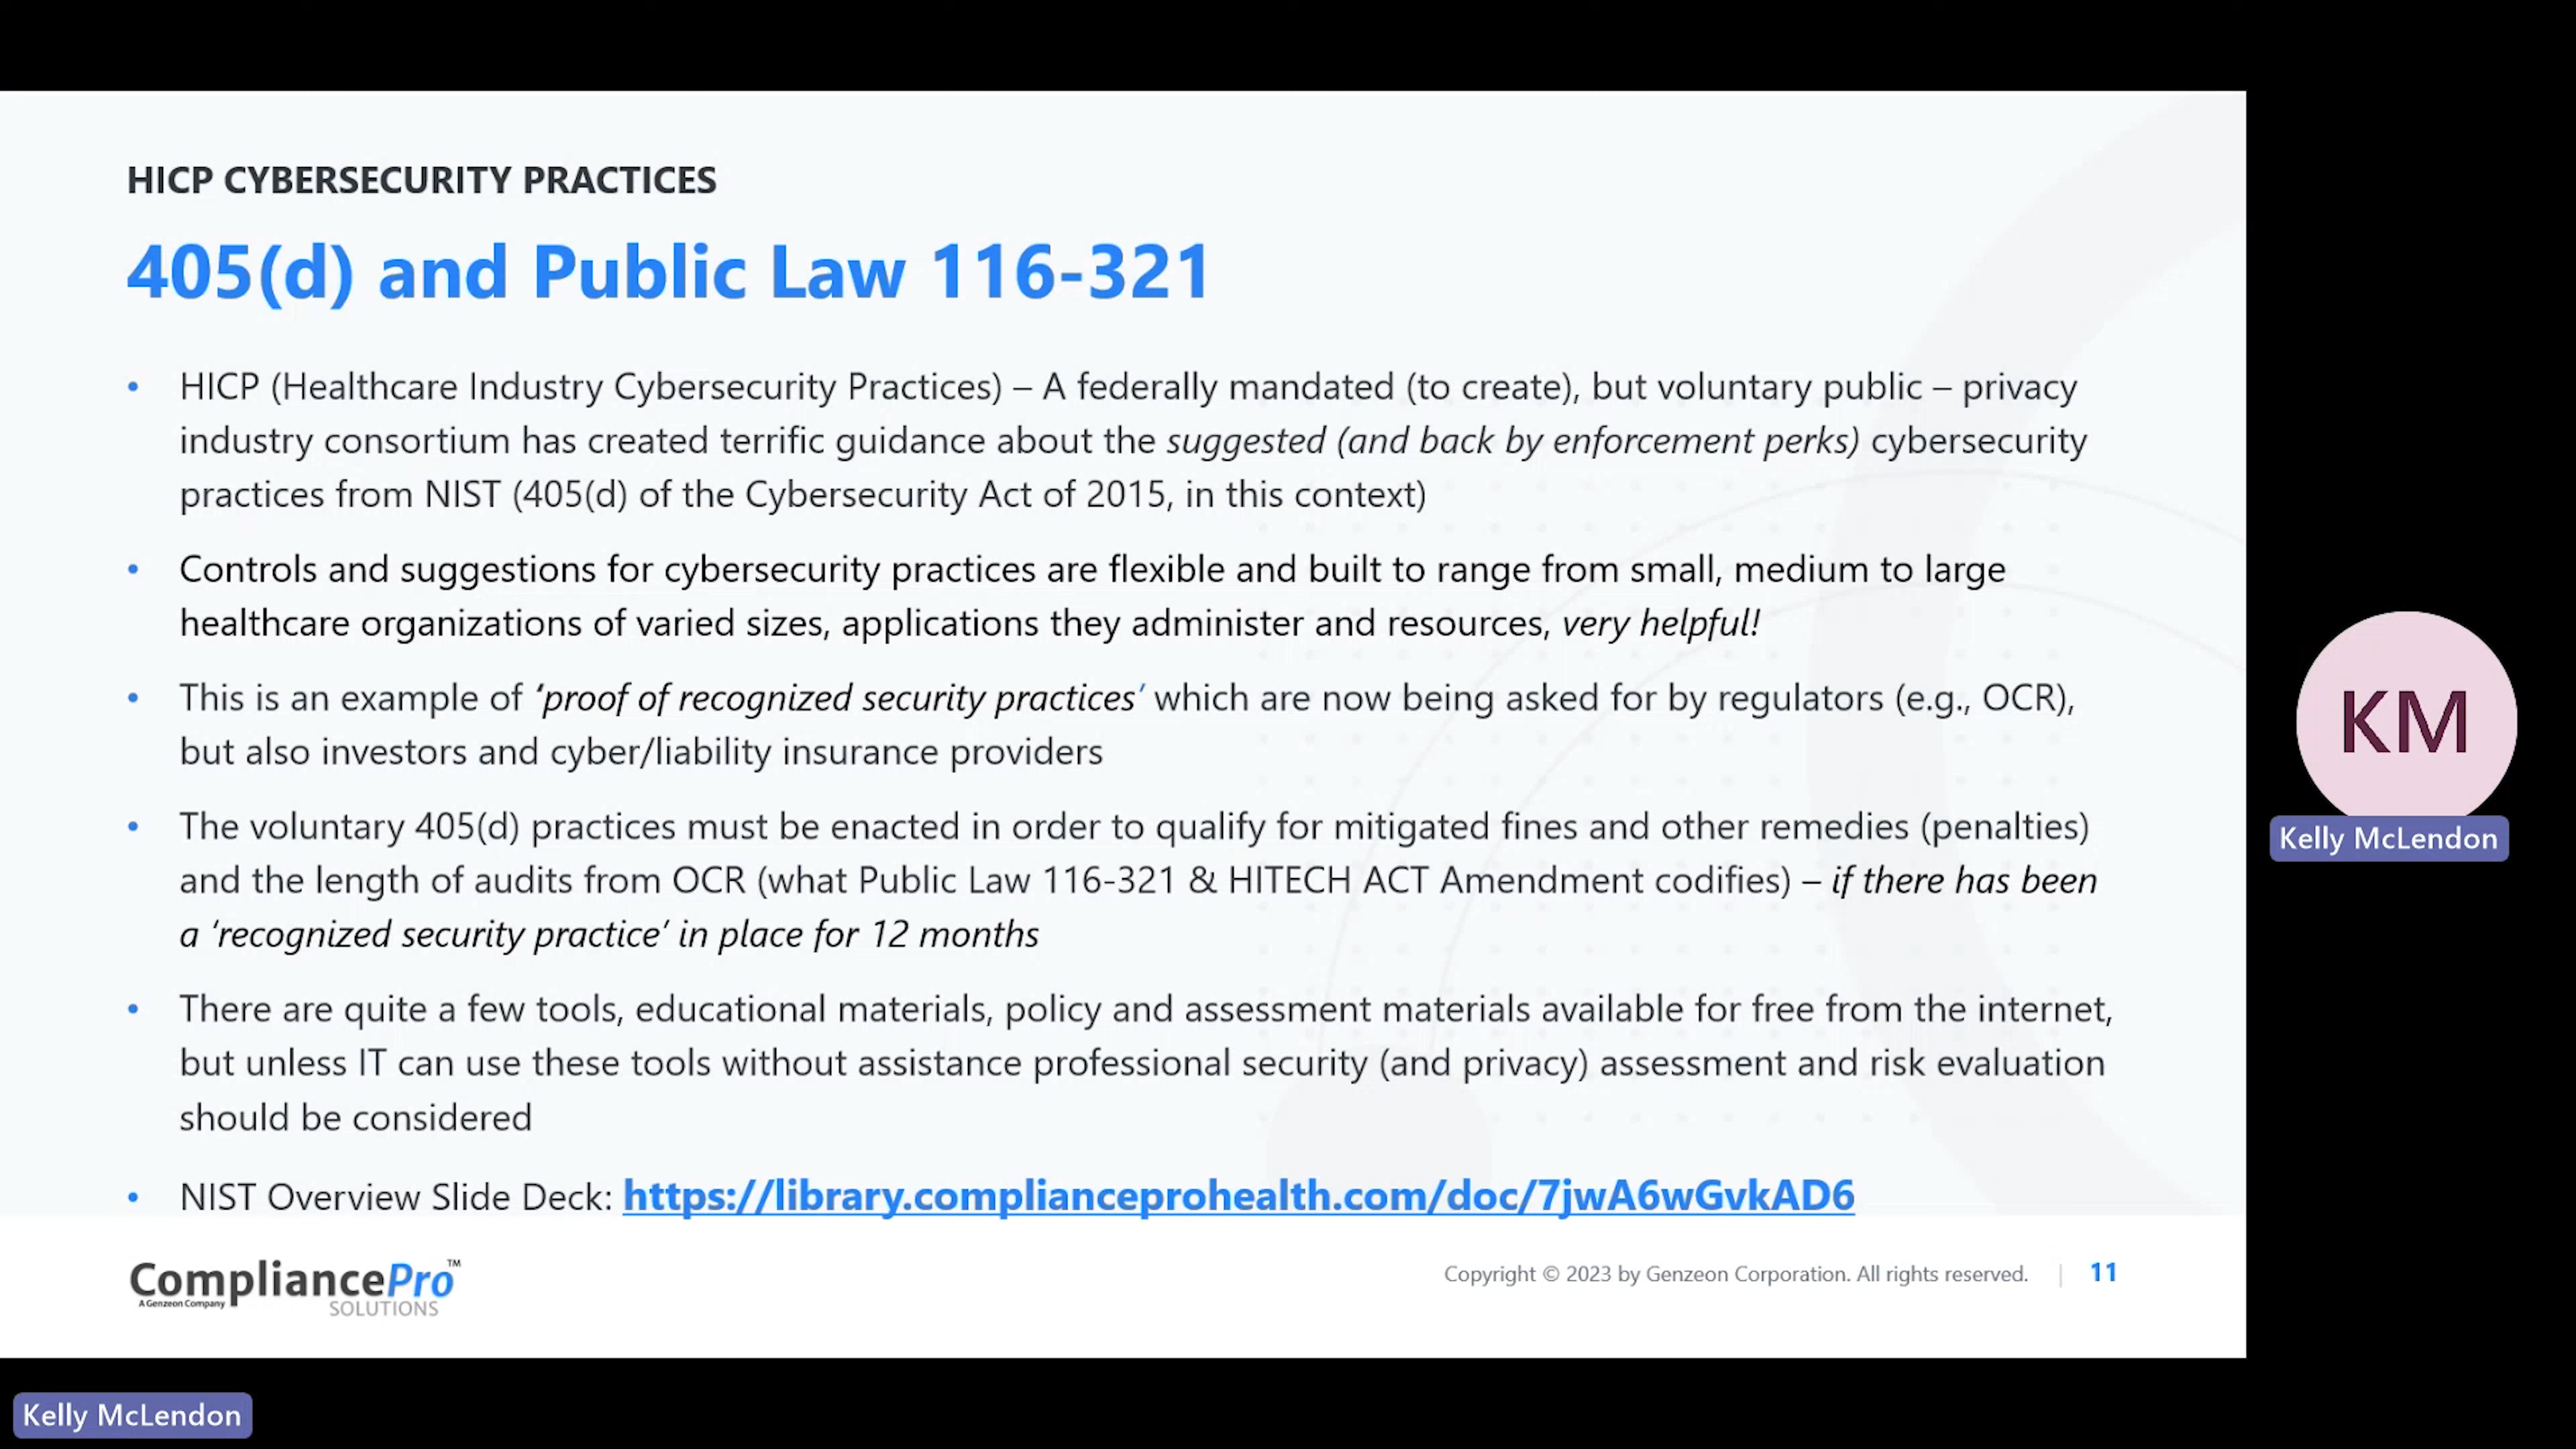 HICP CYBERSECURITY PRACTICES
405(d) and Public Law 116-321
• HICP (Healthcare Industry Cybersecurity Practices) – A federally mandated (to create), but voluntary public – privacy
industry consortium has created terrific guidance about the suggested (and back by enforcement perks) cybersecurity
practices from NIST (405(d) of the Cybersecurity Act of 2015, in this context)
• Controls and suggestions for cybersecurity practices are flexible and built to range from small, medium to large
healthcare organizations of varied sizes, applications they administer and resources, very helpful!
• This is an example of ‘proof of recognized security practices’ which are now being asked for by regulators (e.g., OCR),
but also investors and cyber/liability insurance providers
• The voluntary 405(d) practices must be enacted in order to qualify for mitigated fines and other remedies (penalties)
and the length of audits from OCR (what Public Law 116-321 & HITECH ACT Amendment codifies) – if there has been
a ‘recognized security practice’ in place for 12 months
• There are quite a few tools, educational materials, policy and assessment materials available for free from the internet,
but unless IT can use these tools without assistance professional security (and privacy) assessment and risk evaluation
should be considered
• NIST Overview Slide Deck: https://library.complianceprohealth.com/doc/7jwA6wGvkAD6
CompliancePro™
A Genzeon Company
SOLUTIONS
Copyright © 2023 by Genzeon Corporation. All rights reserved. | 11
KM
Kelly McLendon
Kelly McLendon